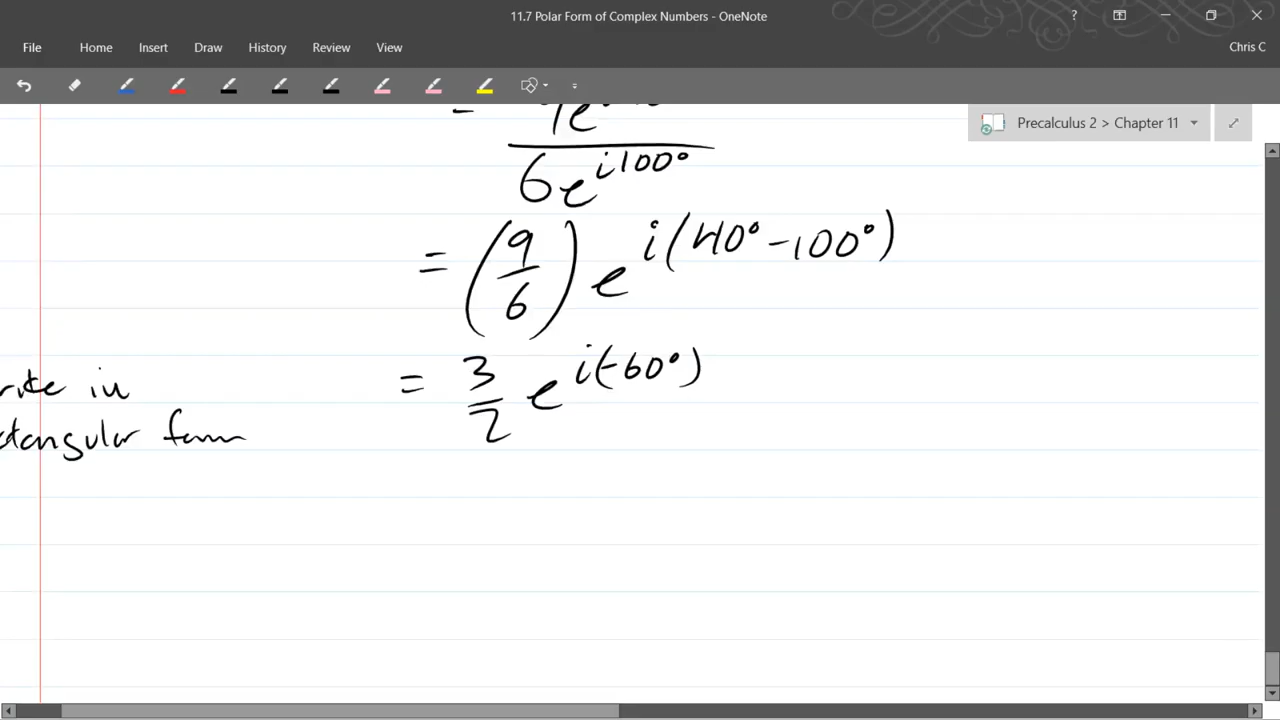 11.7 Polar Form of Complex Numbers - OneNote
?
File Home Insert Draw History Review View Chris C
Precalculus 2 > Chapter 11
=
6e^{i100°}
= (9/6) e^{i(40°-100°)}
= 3/2 e^{i(-60°)}
rite in
ctangular form